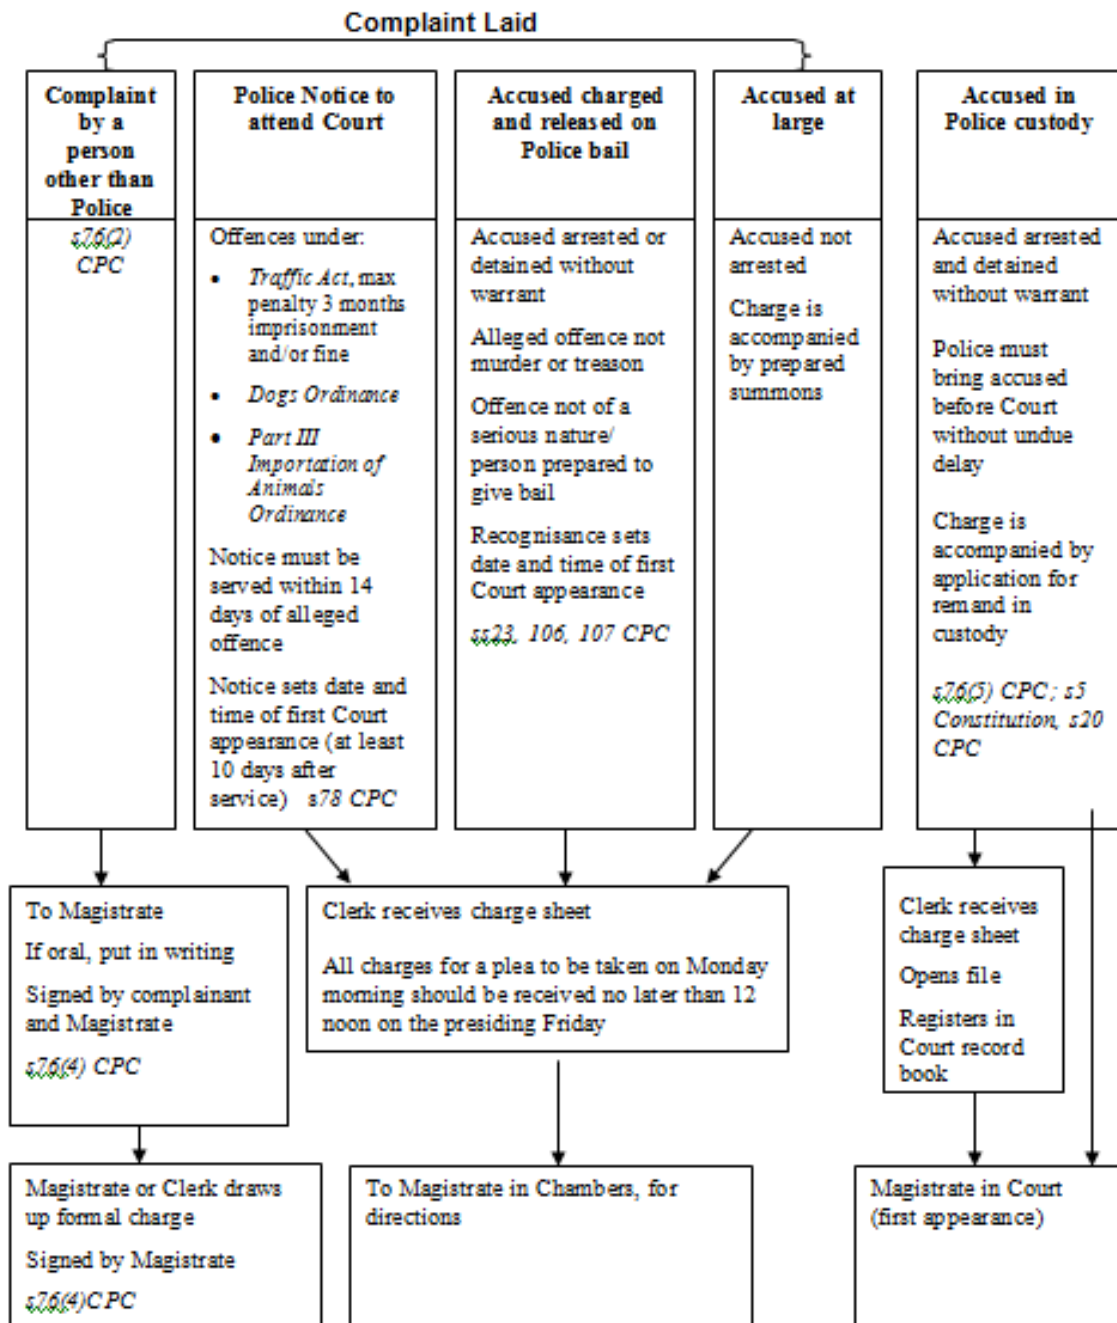 Complaint Laid
Complaint
by a
person
other than
Police
s76(2)
CPC
Police Notice to
attend Court
Offences under:
• Traffic Act, max
penalty 3 months
imprisonment
and/or fine
• Dogs Ordinance
• Part III
Importation of
Animals
Ordinance
Notice must be
served within 14
days of alleged
offence
Notice sets date and
time of first Court
appearance (at least
10 days after
service) s78 CPC
Accused charged
and released on
Police bail
Accused arrested or
detained without
warrant
Alleged offence not
murder or treason
Offence not of a
serious nature/
person prepared to
give bail
Recognisance sets
date and time of first
Court appearance
ss23, 106, 107 CPC
Accused at
large
Accused not
arrested
Charge is
accompanied
by prepared
summons
Accused in
Police custody
Accused arrested
and detained
without warrant
Police must
bring accused
before Court
without undue
delay
Charge is
accompanied by
application for
remand in
custody
s76(5) CPC; s5
Constitution, s20
CPC
To Magistrate
If oral, put in writing
Signed by complainant
and Magistrate
s76(4) CPC
Clerk receives charge sheet
All charges for a plea to be taken on Monday
morning should be received no later than 12
noon on the presiding Friday
Clerk receives
charge sheet
Opens file
Registers in
Court record
book
Magistrate or Clerk draws
up formal charge
Signed by Magistrate
s76(4)CPC
To Magistrate in Chambers, for
directions
Magistrate in Court
(first appearance)